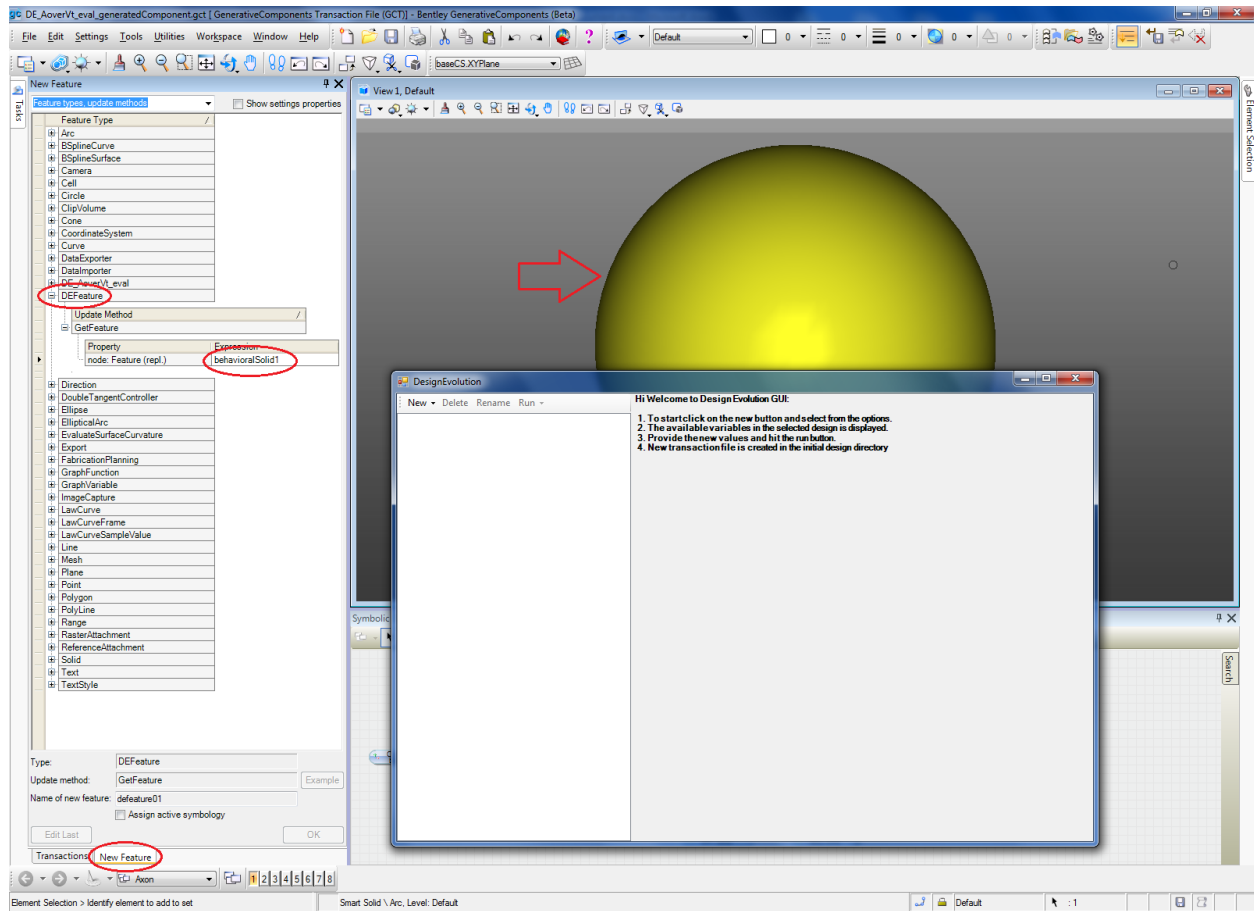 DE_AoverVt_eval_generatedComponent.gct [ GenerativeComponents Transaction File (GCT)] - Bentley GenerativeComponents (Beta)
File Edit Settings Tools Utilities Workspace Window Help
Default 0 0 0 0 0
baseCS.XYPlane
New Feature
Tasks
Feature types, update methods
Show settings properties
Feature Type
Arc
BSplineCurve
BSplineSurface
Camera
Cell
Circle
ClipVolume
Cone
CoordinateSystem
Curve
DataExporter
DataImporter
DE_AoverVt_eval
DEFeature
Update Method
GetFeature
Property Expression
node: Feature (repl.) behavioralSolid1
Direction
DoubleTangentController
Ellipse
EllipticalArc
EvaluateSurfaceCurvature
Export
FabricationPlanning
GraphFunction
GraphVariable
ImageCapture
LawCurve
LawCurveFrame
LawCurveSampleValue
Line
Mesh
Plane
Point
Polygon
PolyLine
Range
RasterAttachment
ReferenceAttachment
Solid
Text
TextStyle
Type: DEFeature
Update method: GetFeature Example
Name of new feature: defeature01
Assign active symbology
Edit Last OK
Transactions New Feature
View 1, Default
Element Selection
DesignEvolution
New Delete Rename Run
Hi Welcome to Design Evolution GUI:
1. To start click on the new button and select from the options.
2. The available variables in the selected design is displayed.
3. Provide the new values and hit the run button.
4. New transaction file is created in the initial design directory
Symbolic
Search
Axon 1 2 3 4 5 6 7 8
Element Selection > Identify element to add to set
Smart Solid \ Arc, Level: Default
Default
: 1